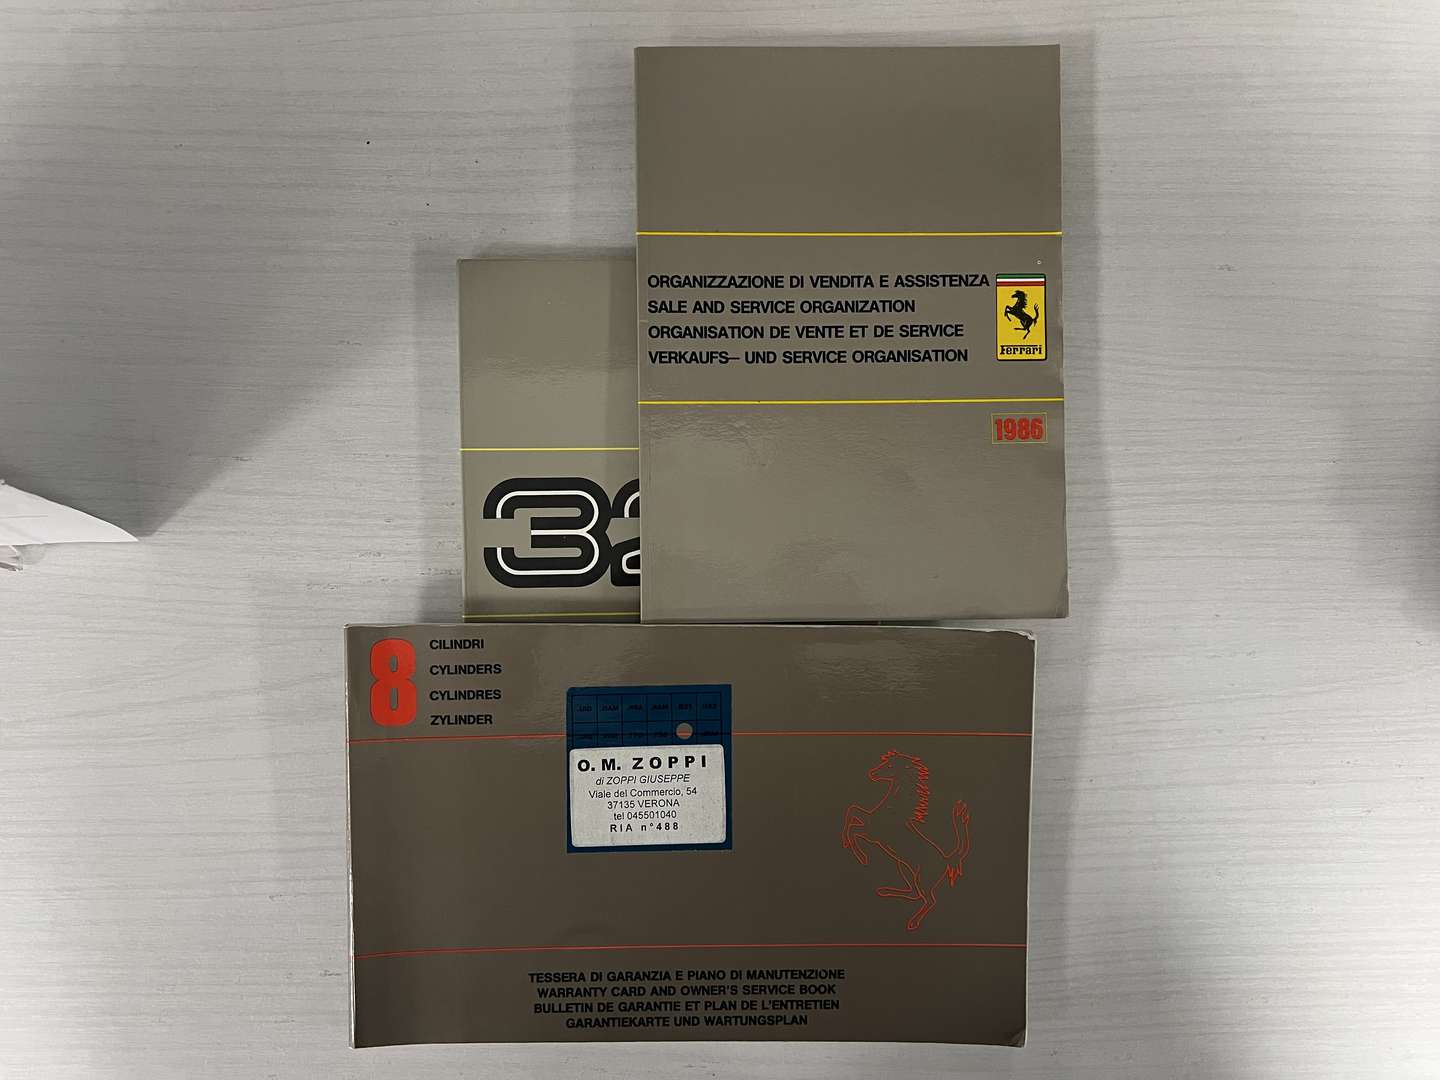 ORGANIZZAZIONE DI VENDITA E ASSISTENZA
SALE AND SERVICE ORGANIZATION
ORGANISATION DE VENTE ET DE SERVICE
VERKAUFS— UND SERVICE ORGANISATION
Ferrari
1986
32
8
CILINDRI
CYLINDERS
CYLINDRES
ZYLINDER
O. M. ZOPPI
di ZOPPI GIUSEPPE
Viale del Commercio, 54
37135 VERONA
tel 045501040
RIA n°488
TESSERA DI GARANZIA E PIANO DI MANUTENZIONE
WARRANTY CARD AND OWNER'S SERVICE BOOK
BULLETIN DE GARANTIE ET PLAN DE L'ENTRETIEN
GARANTIEKARTE UND WARTUNGSPLAN